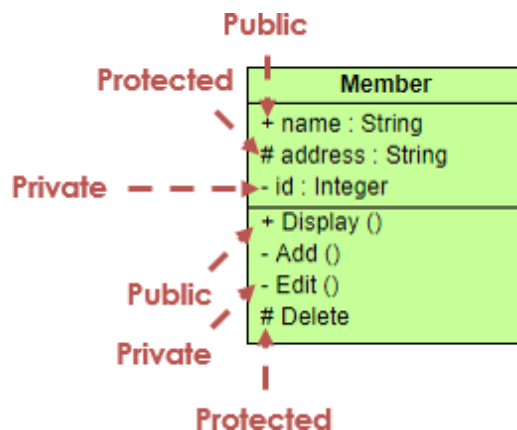 Public
Protected
Member
+ name : String
# address : String
Private
- id : Integer
+ Display ()
- Add ()
Public
- Edit ()
Private
# Delete
Protected